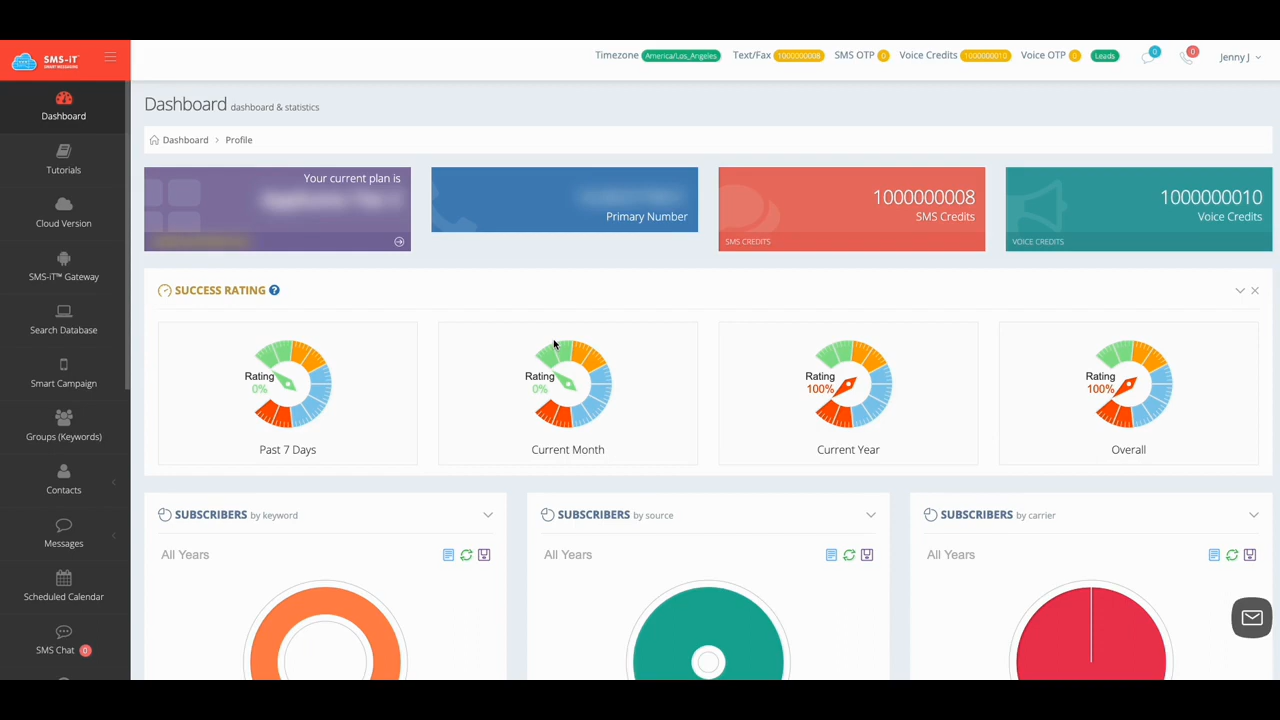 SMS-iT
SMART MESSAGING
Timezone America/Los_Angeles Text/Fax 1000000008 SMS OTP 0 Voice Credits 1000000010 Voice OTP 0 Leads 0 0 Jenny J
Dashboard
Tutorials
Cloud Version
SMS-iT™ Gateway
Search Database
Smart Campaign
Groups (Keywords)
Contacts
Messages
Scheduled Calendar
SMS Chat 0
Dashboard dashboard & statistics
Dashboard > Profile
Your current plan is
Primary Number
1000000008
SMS Credits
SMS CREDITS
1000000010
Voice Credits
VOICE CREDITS
SUCCESS RATING ?
Rating
0%
Past 7 Days
Rating
0%
Current Month
Rating
100%
Current Year
Rating
100%
Overall
SUBSCRIBERS by keyword
All Years
SUBSCRIBERS by source
All Years
SUBSCRIBERS by carrier
All Years